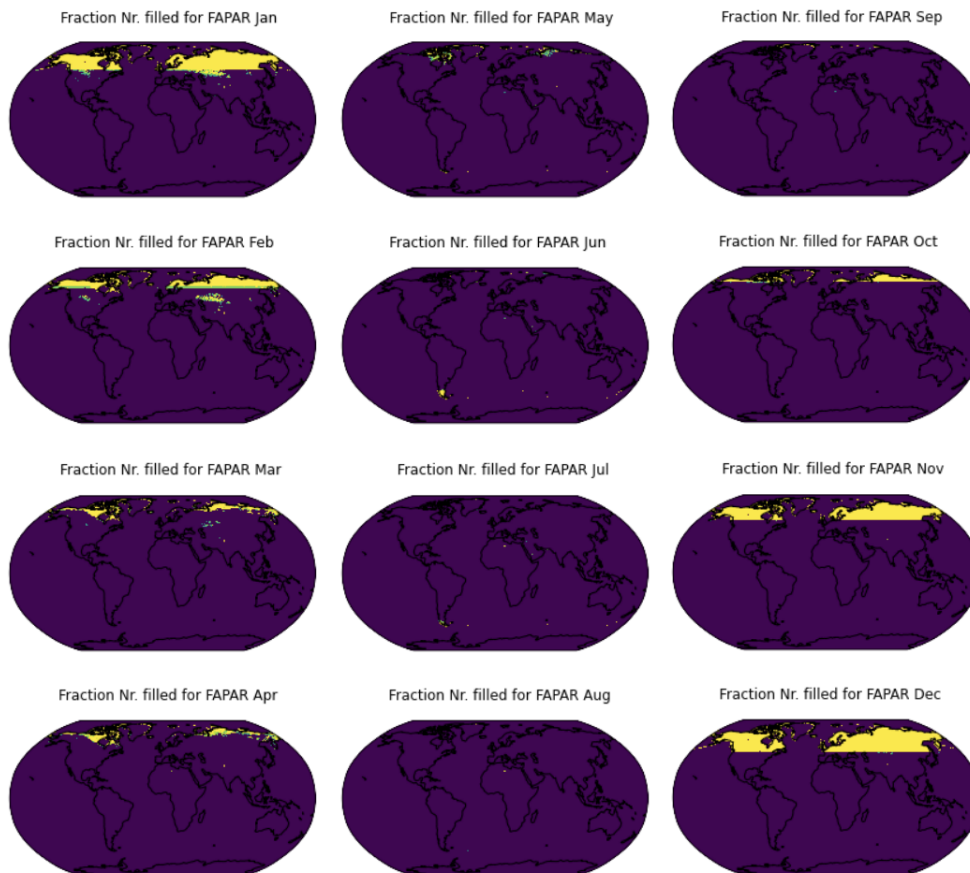 Fraction Nr. filled for FAPAR Jan
Fraction Nr. filled for FAPAR May
Fraction Nr. filled for FAPAR Sep
Fraction Nr. filled for FAPAR Feb
Fraction Nr. filled for FAPAR Jun
Fraction Nr. filled for FAPAR Oct
Fraction Nr. filled for FAPAR Mar
Fraction Nr. filled for FAPAR Jul
Fraction Nr. filled for FAPAR Nov
Fraction Nr. filled for FAPAR Apr
Fraction Nr. filled for FAPAR Aug
Fraction Nr. filled for FAPAR Dec